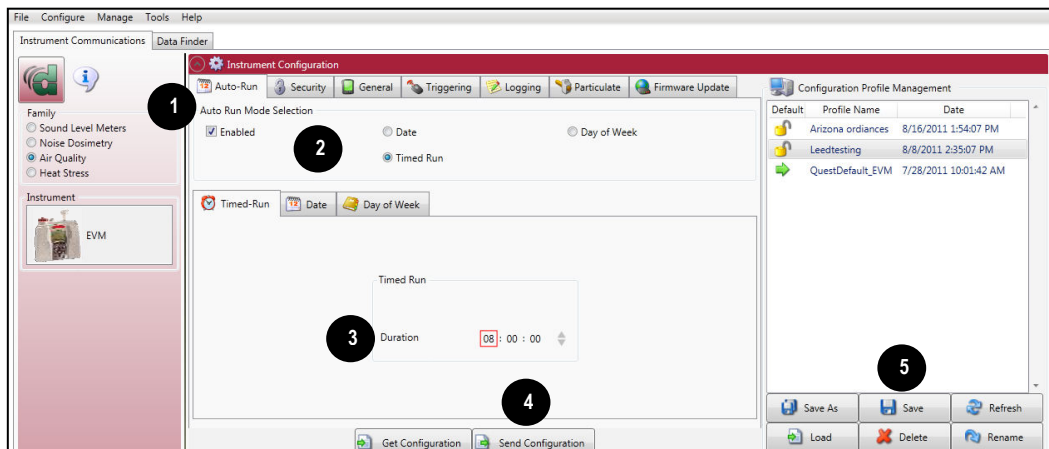 File Configure Manage Tools Help
Instrument Communications Data Finder
Instrument Configuration
Auto-Run Security General Triggering Logging Particulate Firmware Update
1
Auto Run Mode Selection
Enabled
2
Date
Day of Week
Timed Run
Family
Sound Level Meters
Noise Dosimetry
Air Quality
Heat Stress
Instrument
EVM
Timed-Run Date Day of Week
Timed Run
3
Duration 08 : 00 : 00
4
Get Configuration Send Configuration
Configuration Profile Management
Default Profile Name Date
Arizona ordiances 8/16/2011 1:54:07 PM
Leedtesting 8/8/2011 2:35:07 PM
QuestDefault_EVM 7/28/2011 10:01:42 AM
5
Save As Save Refresh
Load Delete Rename